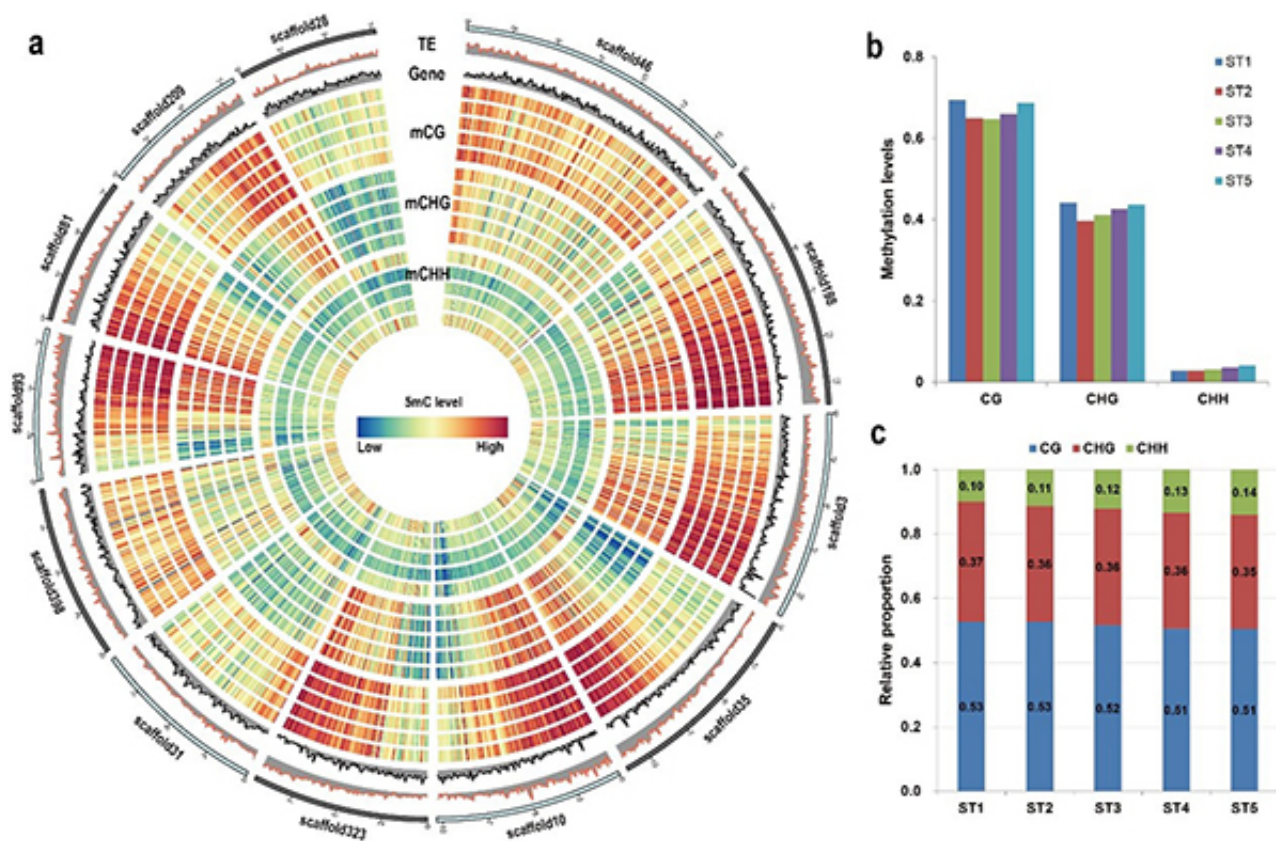 a
TE
Gene
mCG
mCHG
mCHH
scaffold46
scaffold198
scaffold3
scaffold35
scaffold10
scaffold323
scaffold31
scaffold398
scaffold93
scaffold81
scaffold209
scaffold28
5mC level
Low High
b
0.8
0.6
0.4
0.2
0
Methylation levels
ST1
ST2
ST3
ST4
ST5
CG CHG CHH
c
CG CHG CHH
1.0
0.8
0.6
0.4
0.2
0.0
Relative proportion
0.10 0.11 0.12 0.13 0.14
0.37 0.36 0.36 0.36 0.35
0.53 0.53 0.52 0.51 0.51
ST1 ST2 ST3 ST4 ST5